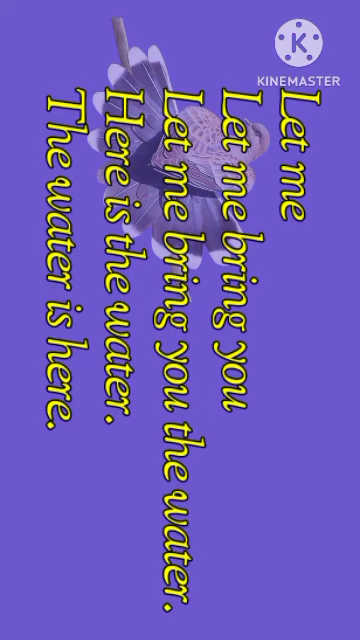 KINEMASTER
Let me
Let me bring you
Let me bring you the water.
Here is the water.
The water is here.